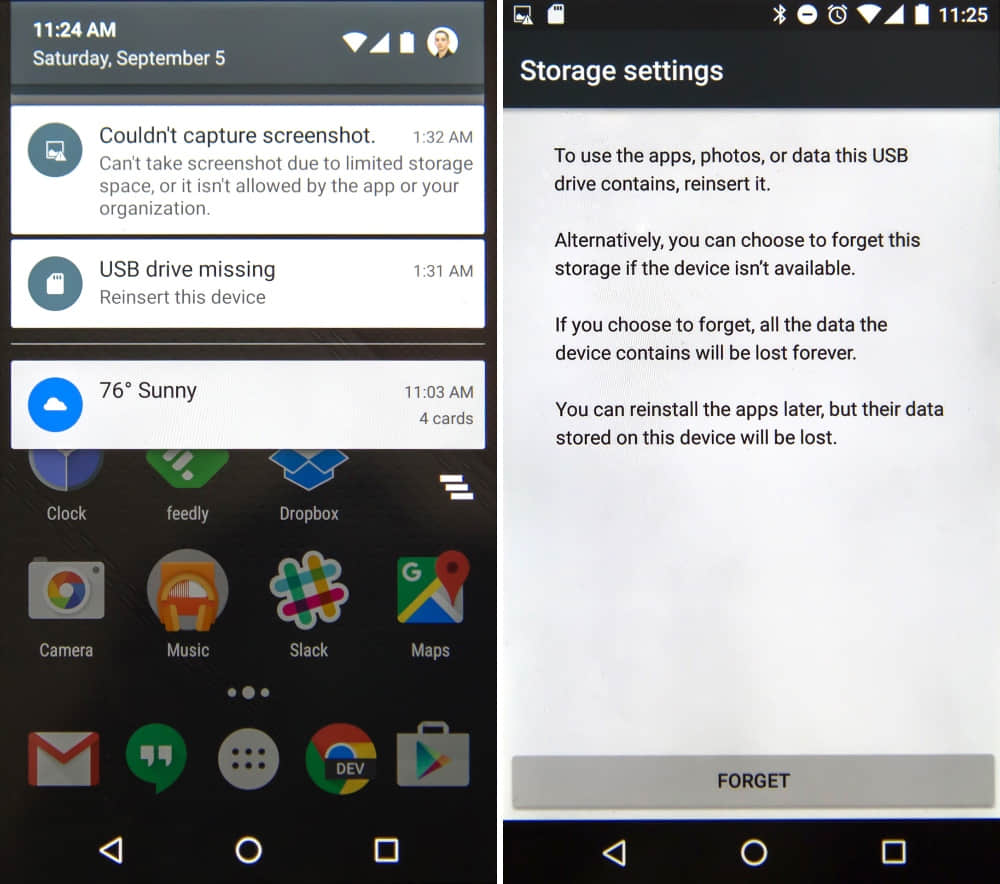 11:24 AM
Saturday, September 5
Couldn't capture screenshot.
1:32 AM
Can't take screenshot due to limited storage
space, or it isn't allowed by the app or your
organization.
USB drive missing
1:31 AM
Reinsert this device
76° Sunny
11:03 AM
4 cards
Clock
feedly
Dropbox
G
Camera
Music
Slack
Maps
DEV
11:25
Storage settings
To use the apps, photos, or data this USB
drive contains, reinsert it.
Alternatively, you can choose to forget this
storage if the device isn't available.
If you choose to forget, all the data the
device contains will be lost forever.
You can reinstall the apps later, but their data
stored on this device will be lost.
FORGET